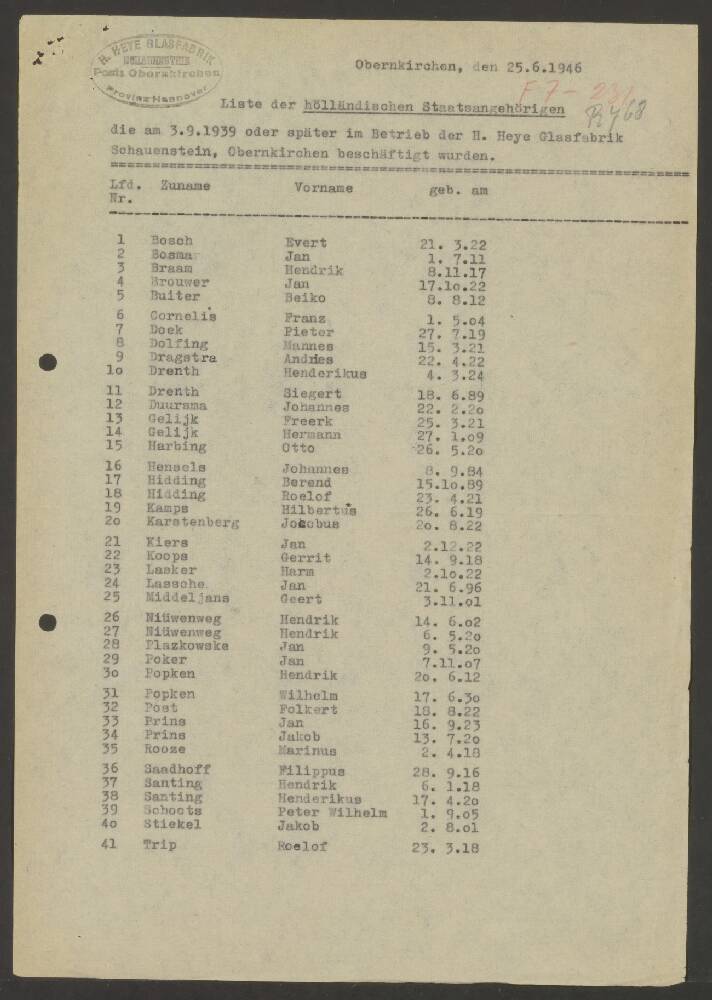 H. HEYE GLASFABRIK
SCHAUENSTEIN
Post: Obernkirchen
Provinz Hannover
Obernkirchen, den 25.6.1946
F 7 - 23/
R468
Liste der holländischen Staatsangehörigen
die am 3.9.1939 oder später im Betrieb der H. Heye Glasfabrik
Schauenstein, Obernkirchen beschäftigt wurden.
Lfd. Zuname Vorname geb. am
Nr.
1 Bosch Evert 21. 3.22
2 Bosma Jan 1. 7.11
3 Braam Hendrik 8.11.17
4 Brouwer Jan 17.1o.22
5 Buiter Beiko 8. 8.12
6 Cornelis Franz 1. 5.o4
7 Doek Pieter 27. 7.19
8 Dolfing Mannes 15. 3.21
9 Dragstra Andries 22. 4.22
1o Drenth Henderikus 4. 3.24
11 Drenth Siegert 18. 6.89
12 Duursma Johannes 22. 2.2o
13 Gelijk Freerk 25. 3.21
14 Gelijk Hermann 27. 1.o9
15 Harbing Otto 26. 5.2o
16 Hensels Johannes 8. 9.84
17 Hidding Berend 15.1o.89
18 Hidding Roelof 23. 4.21
19 Kamps Hilbertus 26. 6.19
2o Karstenberg Jocobus 2o. 8.22
21 Kiers Jan 2.12.22
22 Koops Gerrit 14. 9.18
23 Lasker Harm 2.1o.22
24 Lassche Jan 21. 6.96
25 Middeljans Geert 3.11.o1
26 Nitiwenweg Hendrik 14. 6.o2
27 Nitiwenweg Hendrik 6. 5.2o
28 Plazkowske Jan 9. 5.2o
29 Poker Jan 7.11.o7
3o Popken Hendrik 2o. 6.12
31 Popken Wilhelm 17. 6.3o
32 Post Folkert 18. 8.22
33 Prins Jan 16. 9.23
34 Prins Jakob 13. 7.2o
35 Rooze Marinus 2. 4.18
36 Saadhoff Filippus 28. 9.16
37 Santing Hendrik 6. 1.18
38 Santing Henderikus 17. 4.2o
39 Schoots Peter Wilhelm 1. 9.o5
4o Stiekel Jakob 2. 8.o1
41 Trip Roelof 23. 3.18